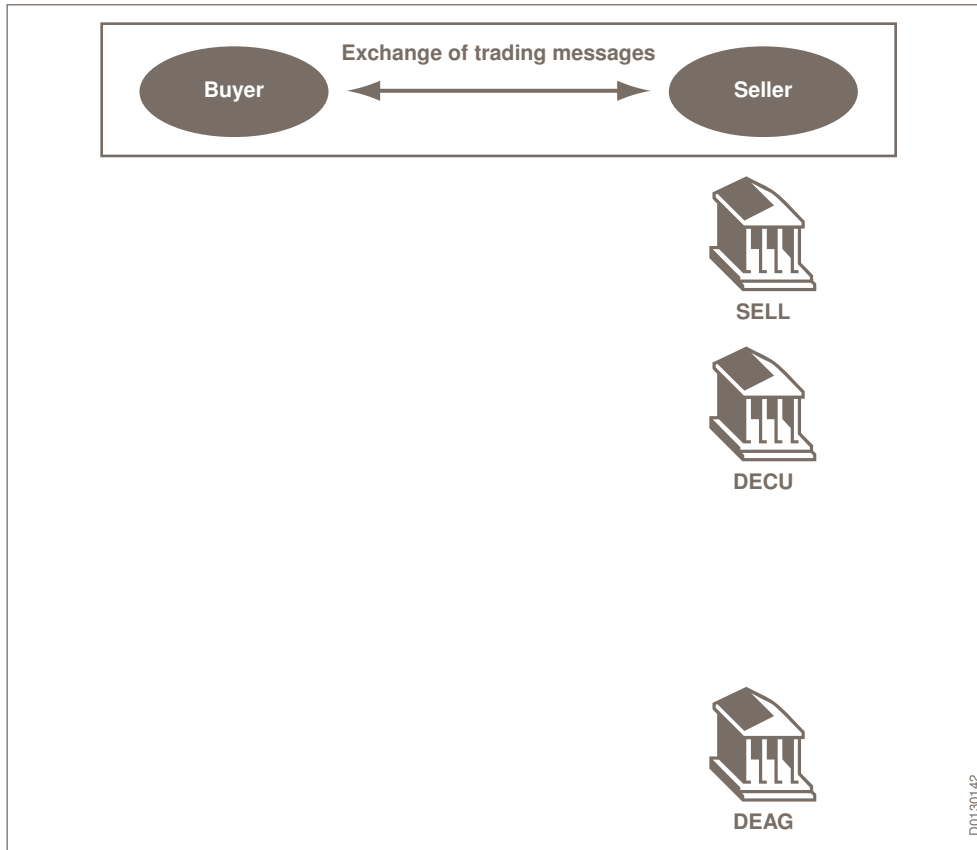 Exchange of trading messages
Buyer
Seller
SELL
DECU
DEAG
D0130142